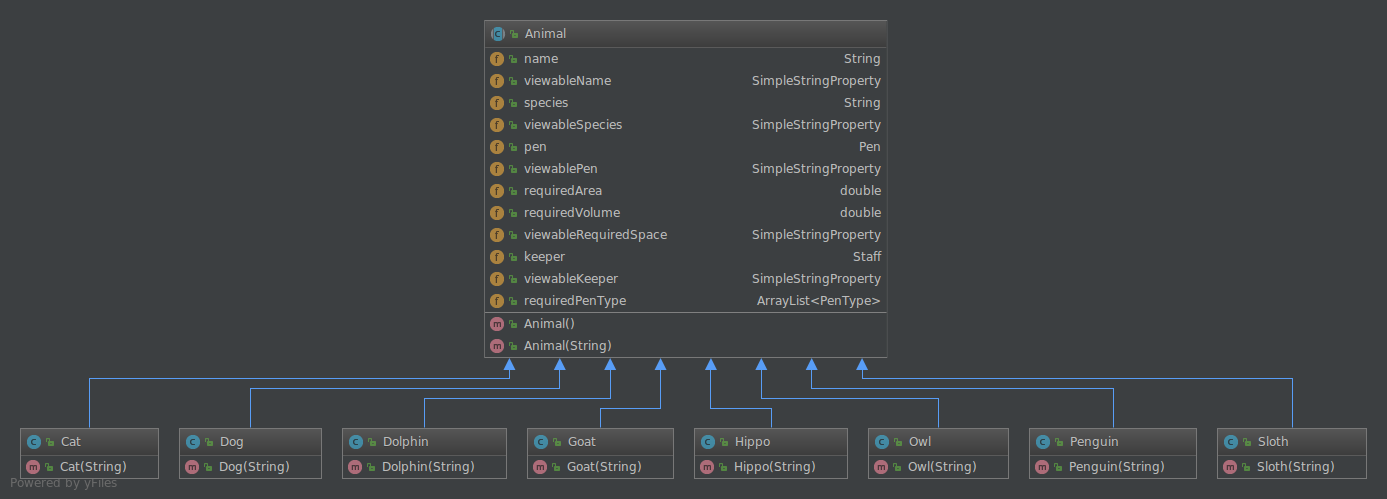 Animal
name String
viewableName SimpleStringProperty
species String
viewableSpecies SimpleStringProperty
pen Pen
viewablePen SimpleStringProperty
requiredArea double
requiredVolume double
viewableRequiredSpace SimpleStringProperty
keeper Staff
viewableKeeper SimpleStringProperty
requiredPenType ArrayList<PenType>
Animal()
Animal(String)
Cat
Cat(String)
Dog
Dog(String)
Dolphin
Dolphin(String)
Goat
Goat(String)
Hippo
Hippo(String)
Owl
Owl(String)
Penguin
Penguin(String)
Sloth
Sloth(String)
Powered by yFiles